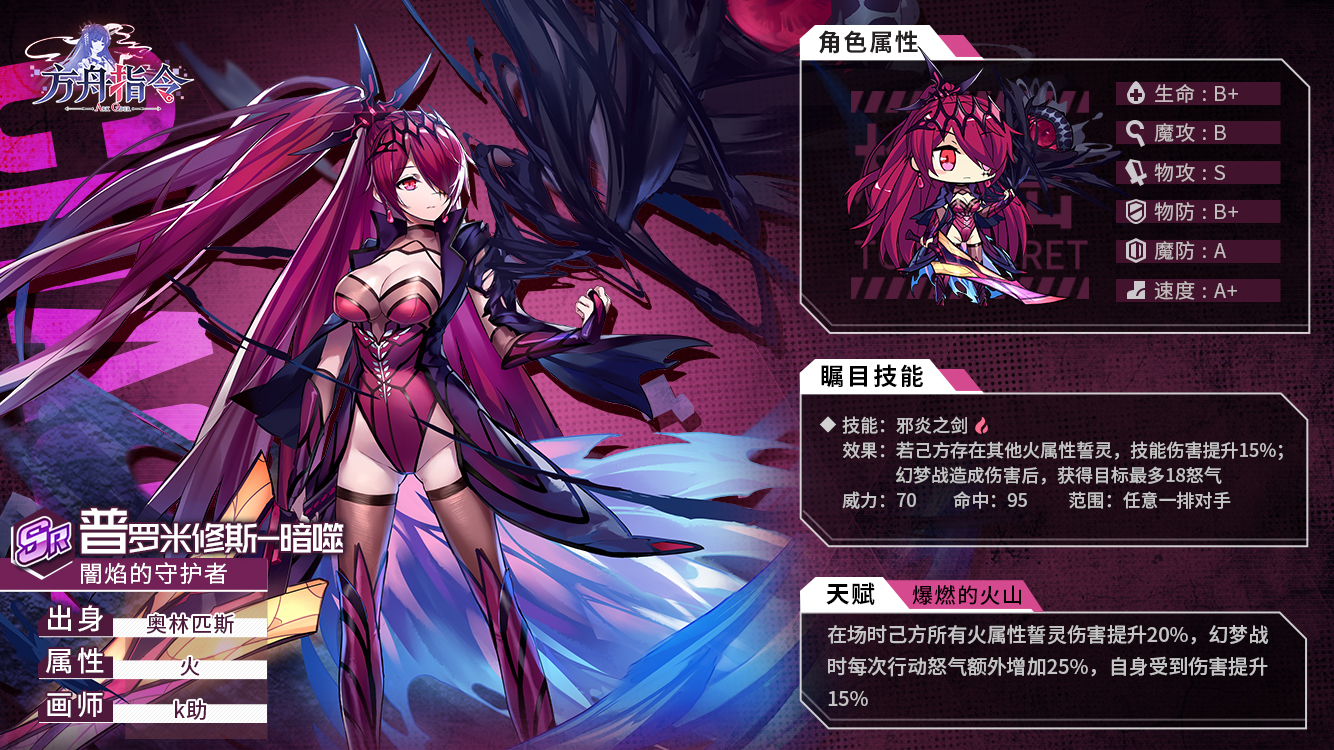 方舟指令
ARK ORDER
SR
普罗米修斯—暗噬
闇焰的守护者
出身 奥林匹斯
属性 火
画师 k助
角色属性
生命：B+
魔攻：B
物攻：S
物防：B+
魔防：A
速度：A+
瞩目技能
◆ 技能：邪炎之剑
效果：若己方存在其他火属性誓灵，技能伤害提升15%；
幻梦战造成伤害后，获得目标最多18怒气
威力：70 命中：95 范围：任意一排对手
天赋 爆燃的火山
在场时己方所有火属性誓灵伤害提升20%，幻梦战
时每次行动怒气额外增加25%，自身受到伤害提升
15%